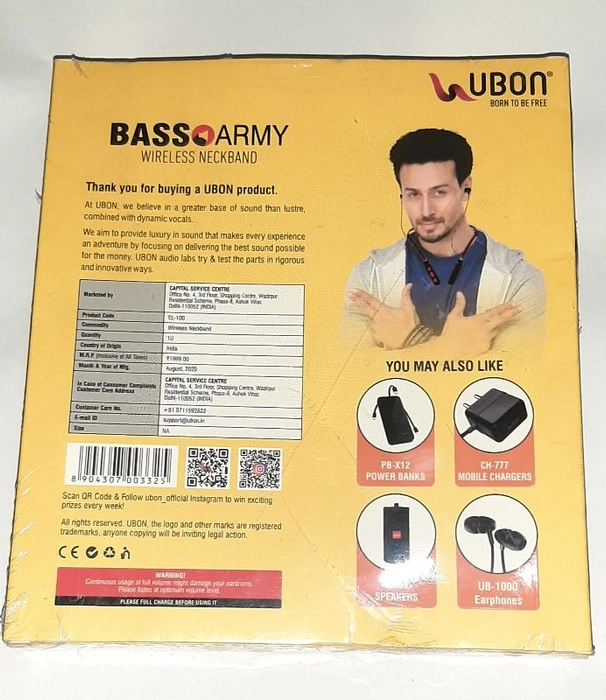 UBON®
BORN TO BE FREE
BASS ARMY
WIRELESS NECKBAND
Thank you for buying a UBON product.
At UBON, we believe in a greater base of sound than lustre,
combined with dynamic vocals.
We aim to provide luxury in sound that makes every experience
an adventure by focusing on delivering the best sound possible
for the money. UBON audio labs try & test the parts in rigorous
and innovative ways.
Marketed by
CAPITAL SERVICE CENTRE
Office No. 4, 3rd Floor, Shopping Centre, Wazirpur
Residential Scheme, Phase-II, Ashok Vihar,
Delhi-110052 (INDIA)
Product Code CL-100
Commodity Wireless Neckband
Quantity 1U
Country of Origin India
M.R.P. (Inclusive of All Taxes) ₹1999.00
Month & Year of Mfg. August, 2020
In Case of Consumer Complaints
Customer Care Address
CAPITAL SERVICE CENTRE
Office No. 4, 3rd Floor, Shopping Centre, Wazirpur
Residential Scheme, Phase-II, Ashok Vihar,
Delhi-110052 (INDIA)
Customer Care No. +91 9711592822
E-mail ID support@ubon.in
Size NA
8 904307 003325
Scan QR Code & Follow ubon_official Instagram to win exciting
prizes every week!
All rights reserved. UBON, the logo and other marks are registered
trademarks, anyone copying will be inviting legal action.
CE
WARNING!
Continuous usage at full volume might damage your eardrums.
Please listen at optimum volume level.
PLEASE FULL CHARGE BEFORE USING IT
YOU MAY ALSO LIKE
PB-X12
POWER BANKS
CH-777
MOBILE CHARGERS
SPEAKERS
UB-1000
Earphones